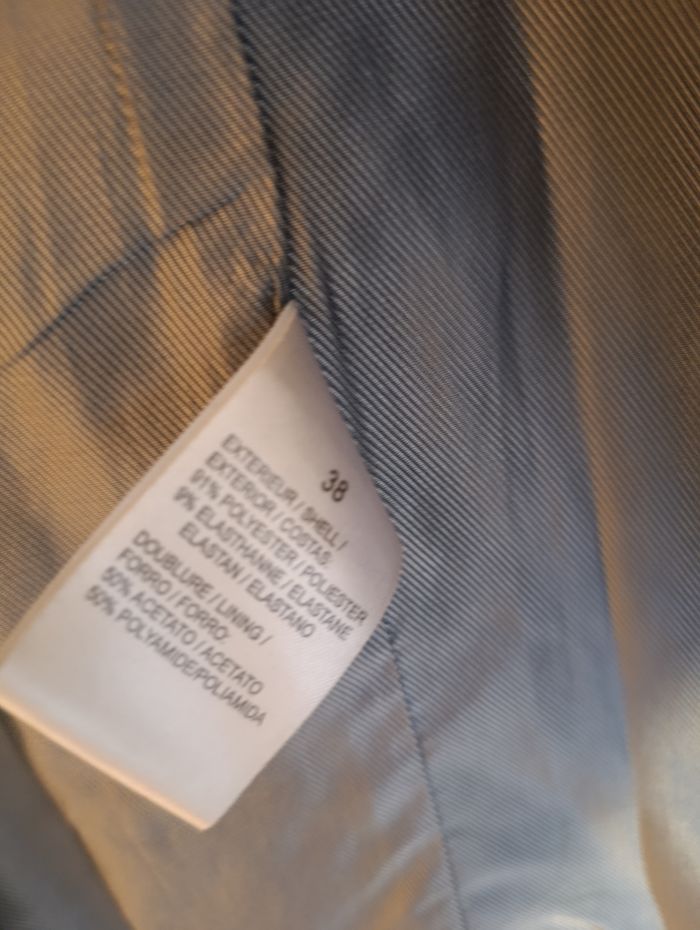 38
EXTERIEUR / SHELL /
EXTERIOR / COSTAS
91% POLYESTER / POLIESTER
9% ELASTHANNE / ELASTANE
ELASTAN / ELASTANO
DOUBLURE / LINING /
FORRO / FORRO:
50% ACETATO / ACETATO
50% POLYAMIDE/POLIAMIDA